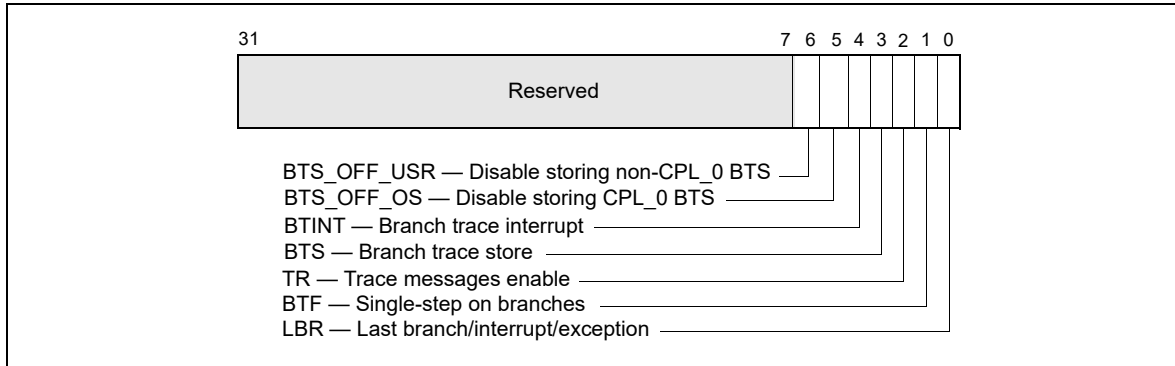 31 7 6 5 4 3 2 1 0
Reserved
BTS_OFF_USR — Disable storing non-CPL_0 BTS
BTS_OFF_OS — Disable storing CPL_0 BTS
BTINT — Branch trace interrupt
BTS — Branch trace store
TR — Trace messages enable
BTF — Single-step on branches
LBR — Last branch/interrupt/exception